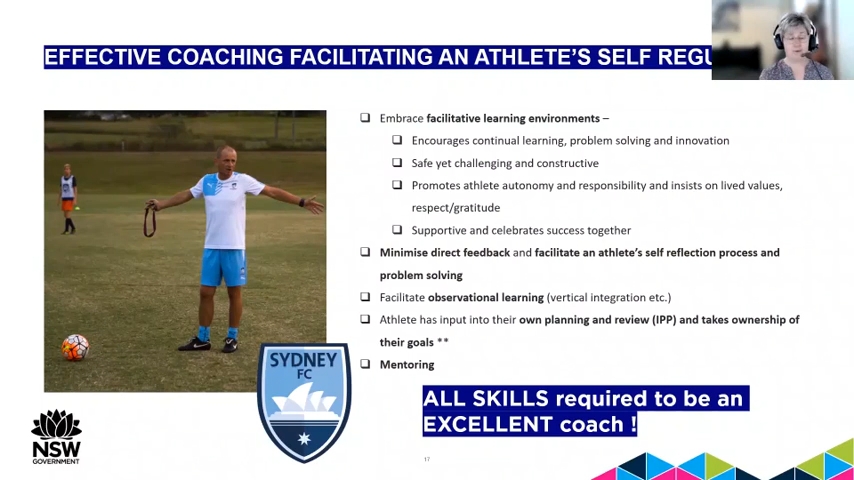 EFFECTIVE COACHING FACILITATING AN ATHLETE'S SELF REGU
❑ Embrace facilitative learning environments –
❑ Encourages continual learning, problem solving and innovation
❑ Safe yet challenging and constructive
❑ Promotes athlete autonomy and responsibility and insists on lived values,
respect/gratitude
❑ Supportive and celebrates success together
❑ Minimise direct feedback and facilitate an athlete's self reflection process and
problem solving
❑ Facilitate observational learning (vertical integration etc.)
❑ Athlete has input into their own planning and review (IPP) and takes ownership of
their goals **
❑ Mentoring
SYDNEY
FC
ALL SKILLS required to be an
EXCELLENT coach !
NSW
GOVERNMENT
17